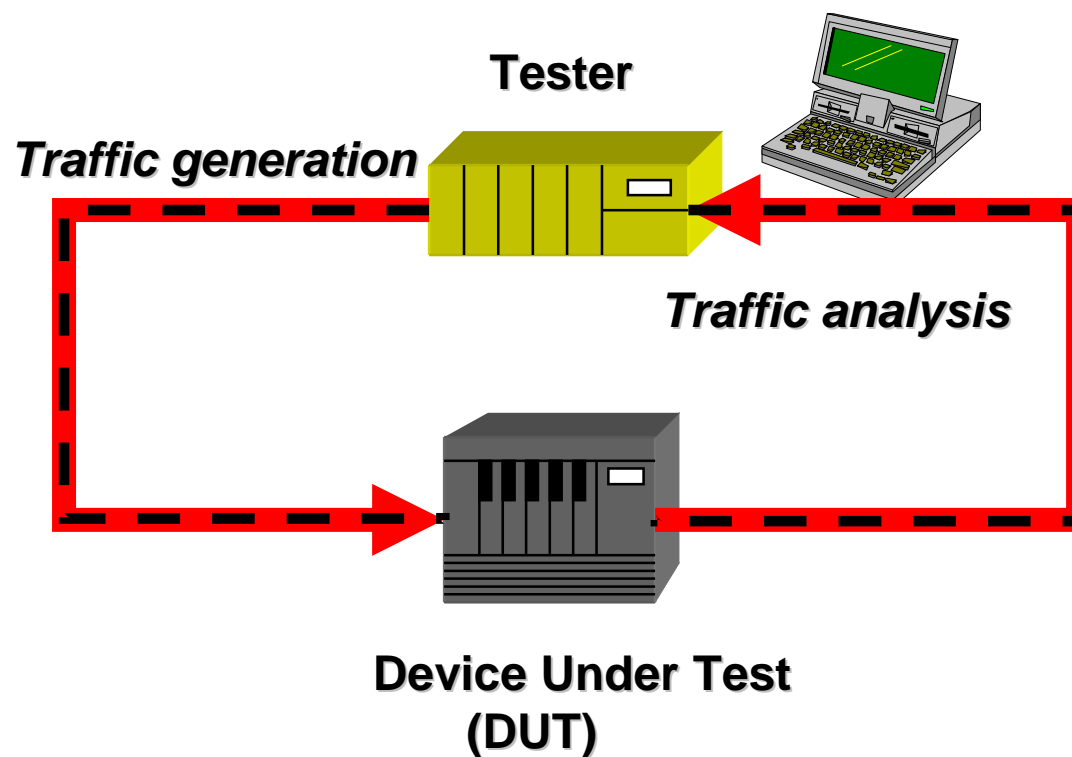 Tester
Traffic generation
Traffic analysis
Device Under Test
(DUT)